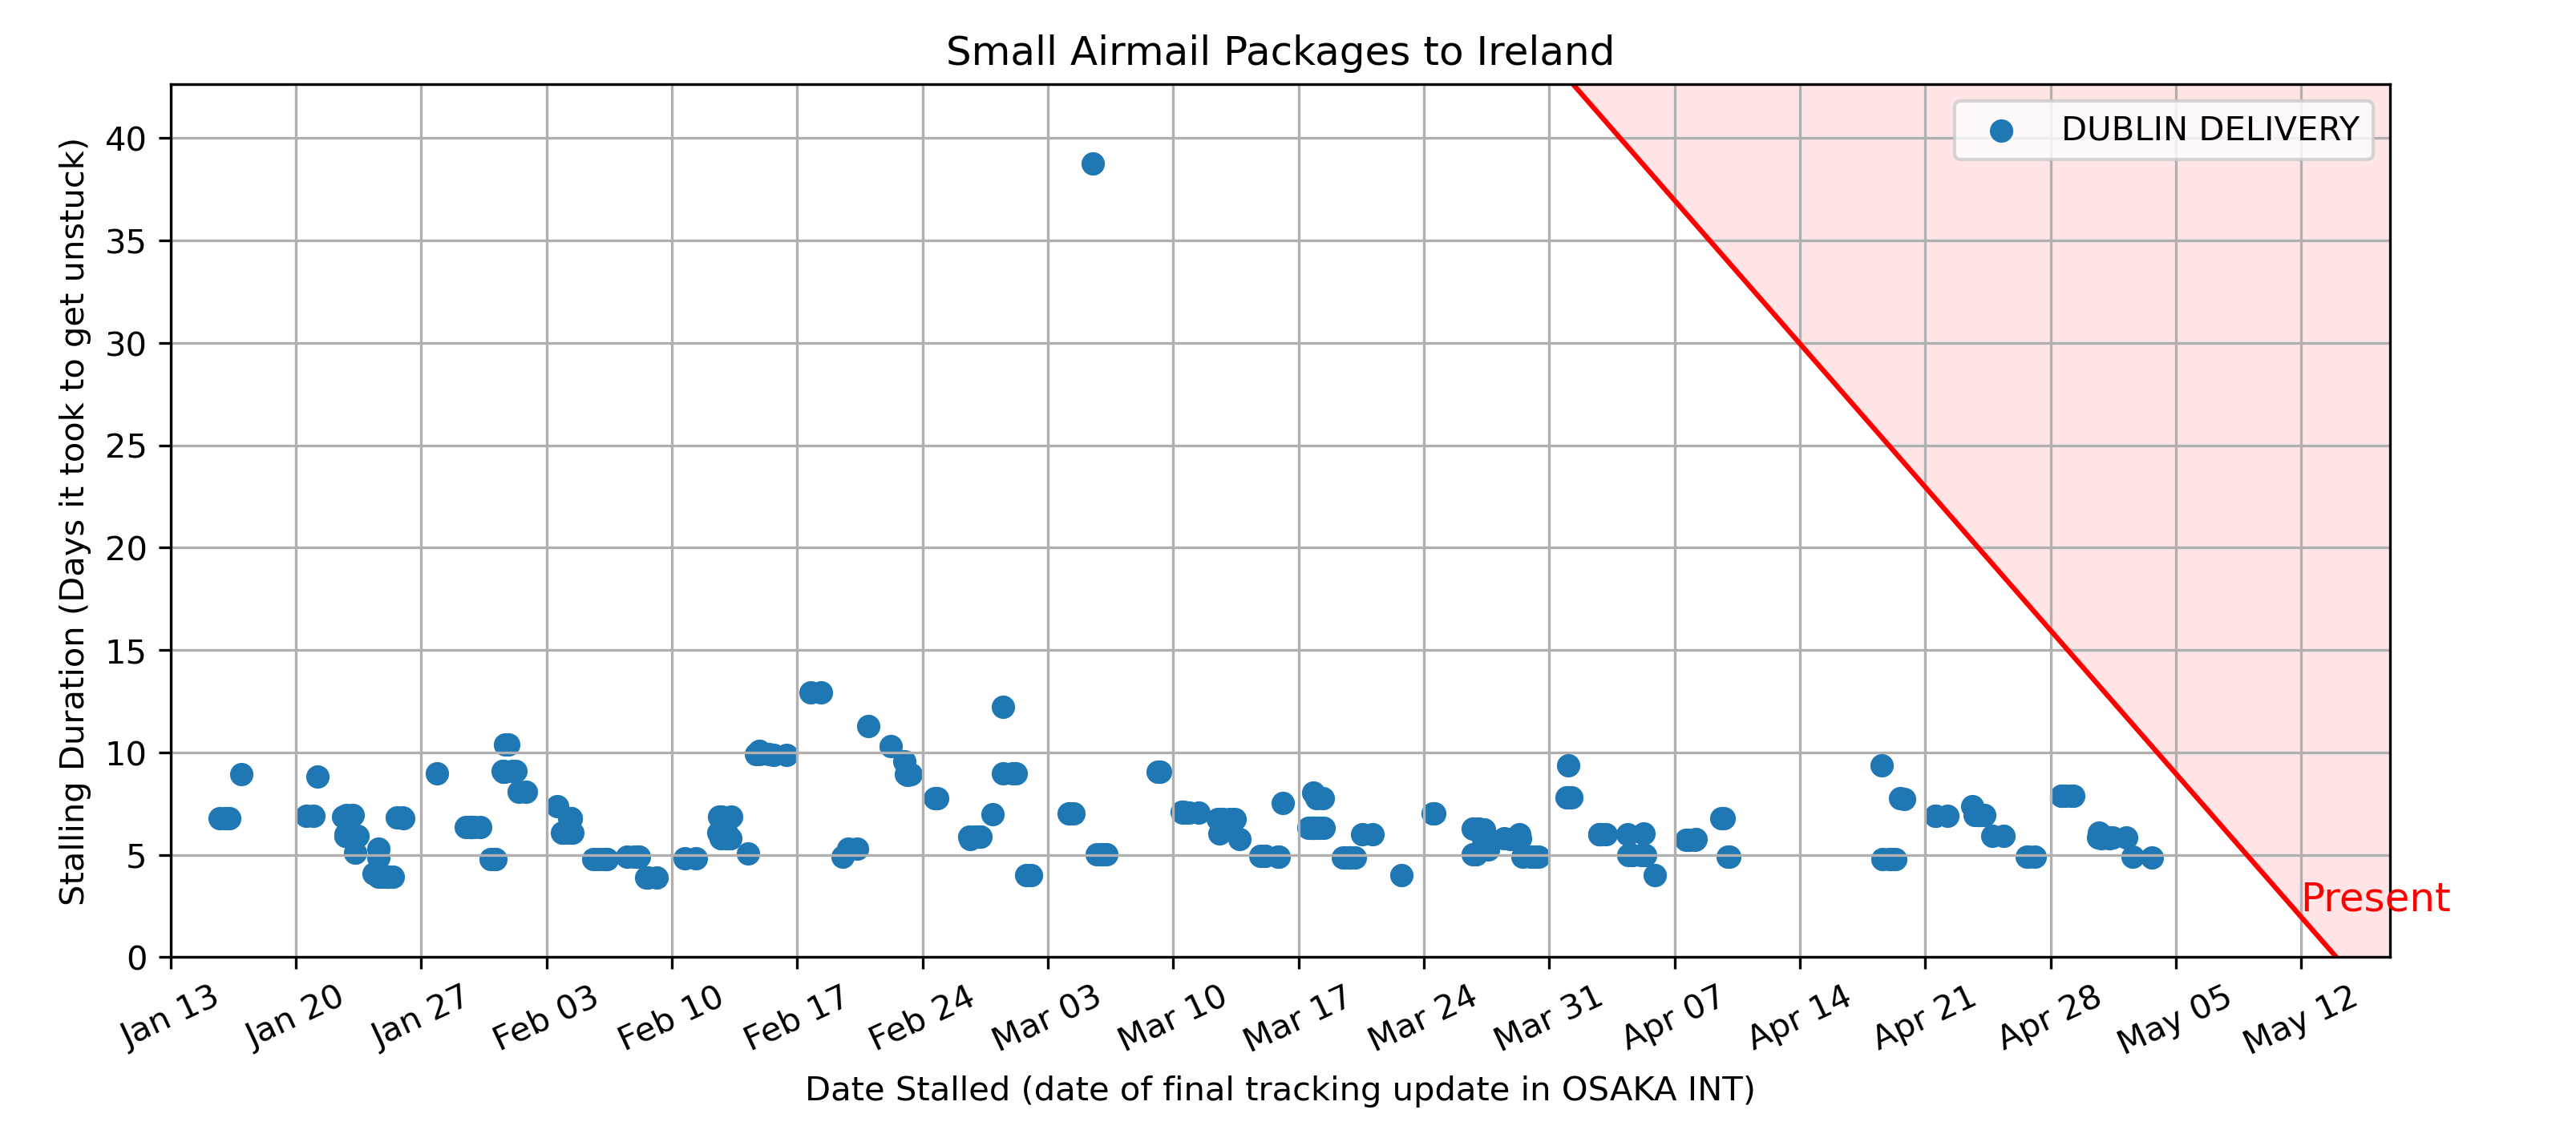 Small Airmail Packages to Ireland
DUBLIN DELIVERY
Stalling Duration (Days it took to get unstuck)
40
35
30
25
20
15
10
5
0
Present
Jan 13
Jan 20
Jan 27
Feb 03
Feb 10
Feb 17
Feb 24
Mar 03
Mar 10
Mar 17
Mar 24
Mar 31
Apr 07
Apr 14
Apr 21
Apr 28
May 05
May 12
Date Stalled (date of final tracking update in OSAKA INT)